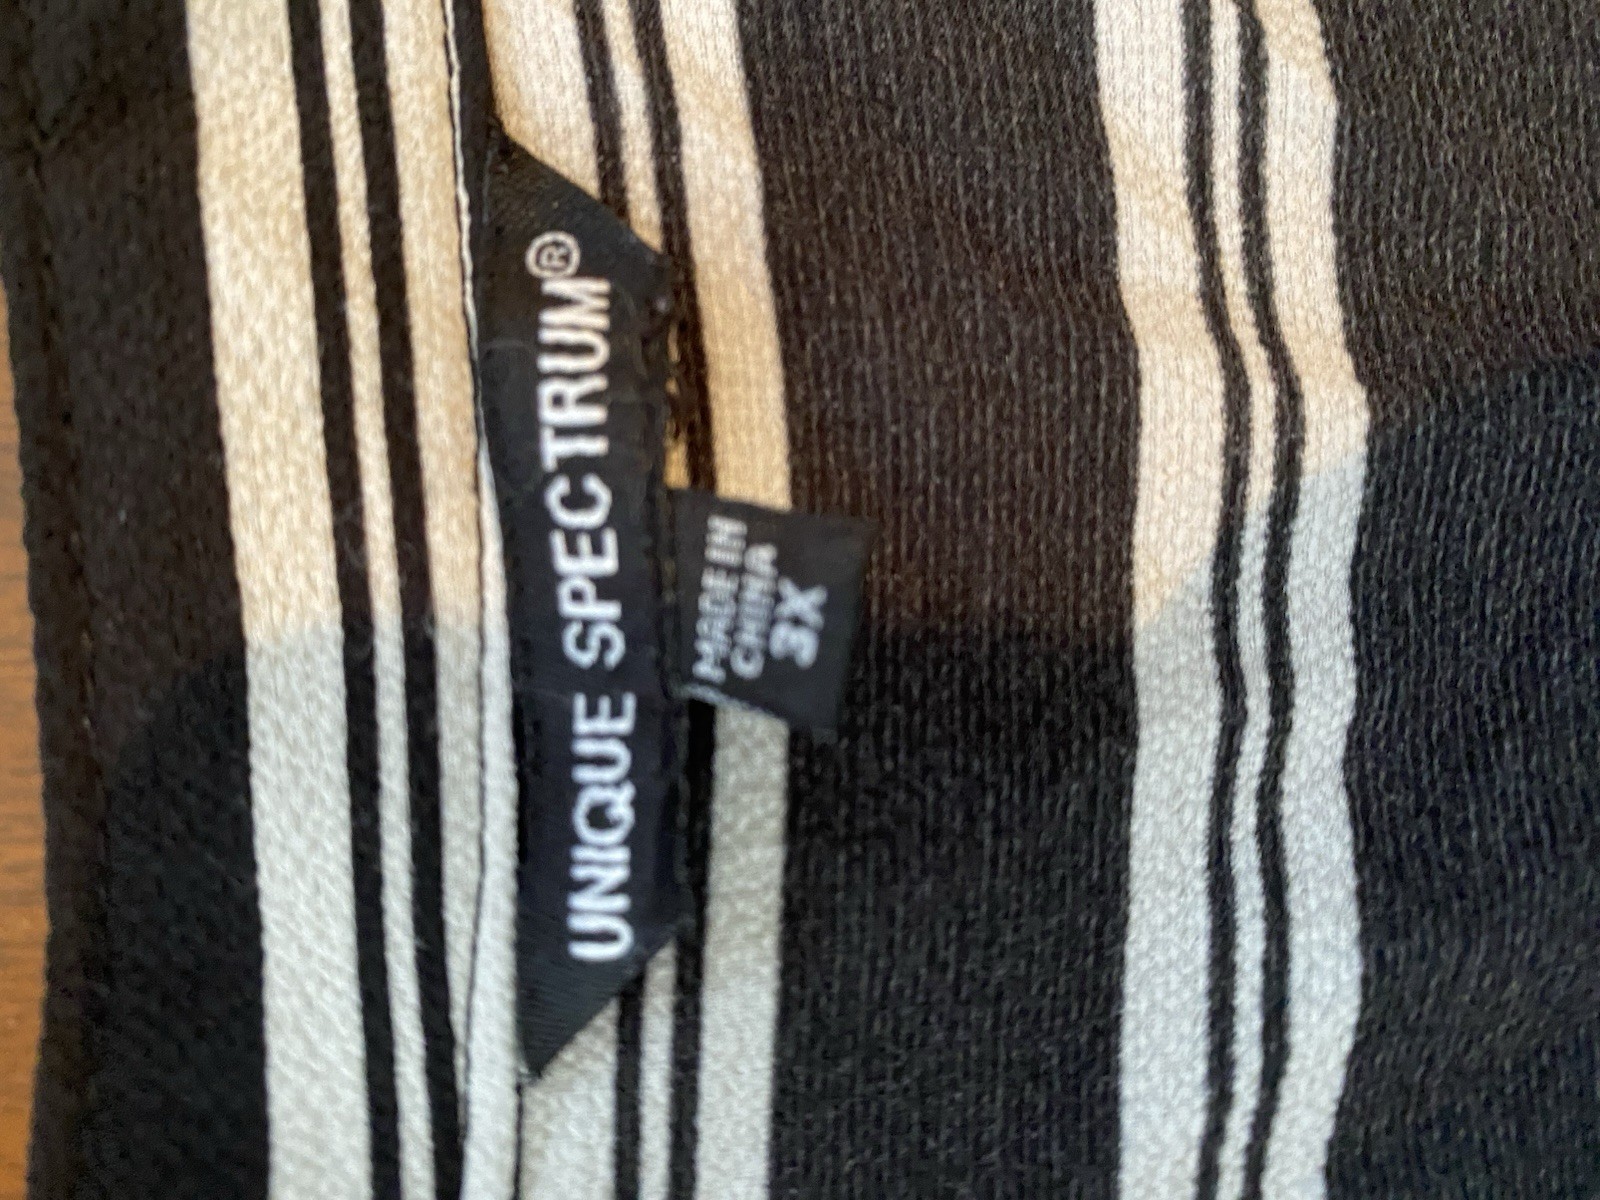 UNIQUE SPECTRUM®
MADE IN
CHINA
3X